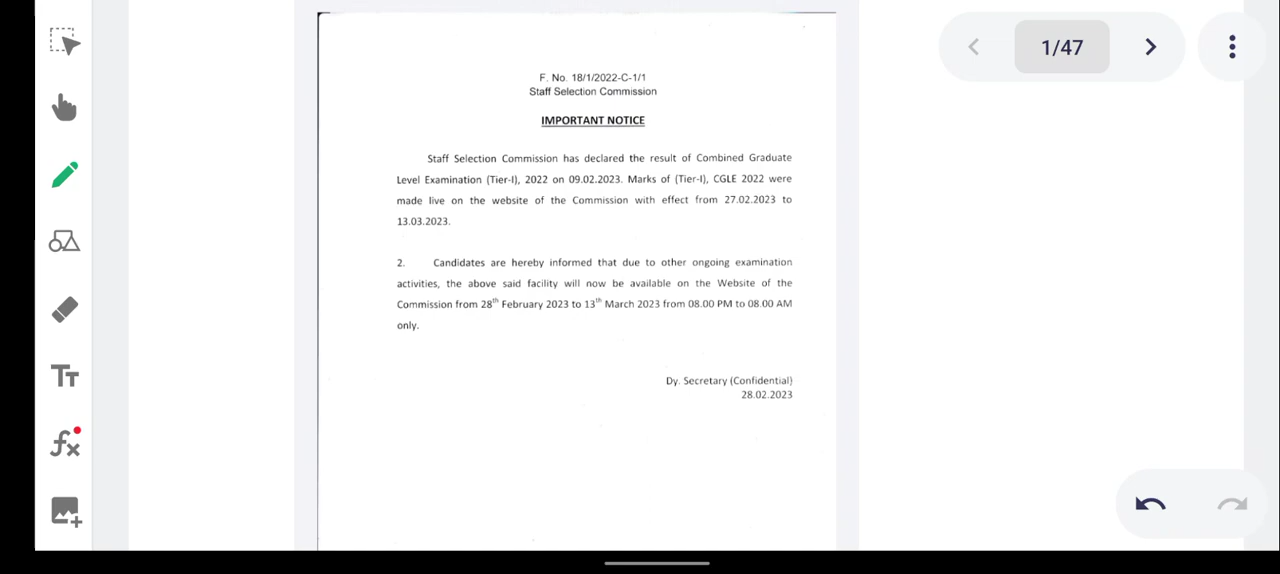 1/47
F. No. 18/1/2022-C-1/1
Staff Selection Commission
IMPORTANT NOTICE
Staff Selection Commission has declared the result of Combined Graduate
Level Examination (Tier-I), 2022 on 09.02.2023. Marks of (Tier-I), CGLE 2022 were
made live on the website of the Commission with effect from 27.02.2023 to
13.03.2023.
2. Candidates are hereby informed that due to other ongoing examination
activities, the above said facility will now be available on the Website of the
Commission from 28th February 2023 to 13th March 2023 from 08.00 PM to 08.00 AM
only.
Dy. Secretary (Confidential)
28.02.2023
TT
fx